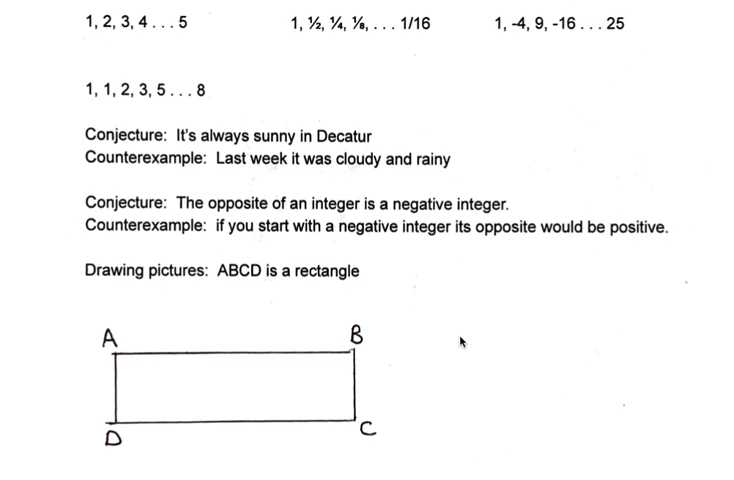 1, 2, 3, 4 . . . 5 1, ½, ¼, ⅛, . . . 1/16 1, -4, 9, -16 . . . 25
1, 1, 2, 3, 5 . . . 8
Conjecture: It's always sunny in Decatur
Counterexample: Last week it was cloudy and rainy
Conjecture: The opposite of an integer is a negative integer.
Counterexample: if you start with a negative integer its opposite would be positive.
Drawing pictures: ABCD is a rectangle
A B
D C